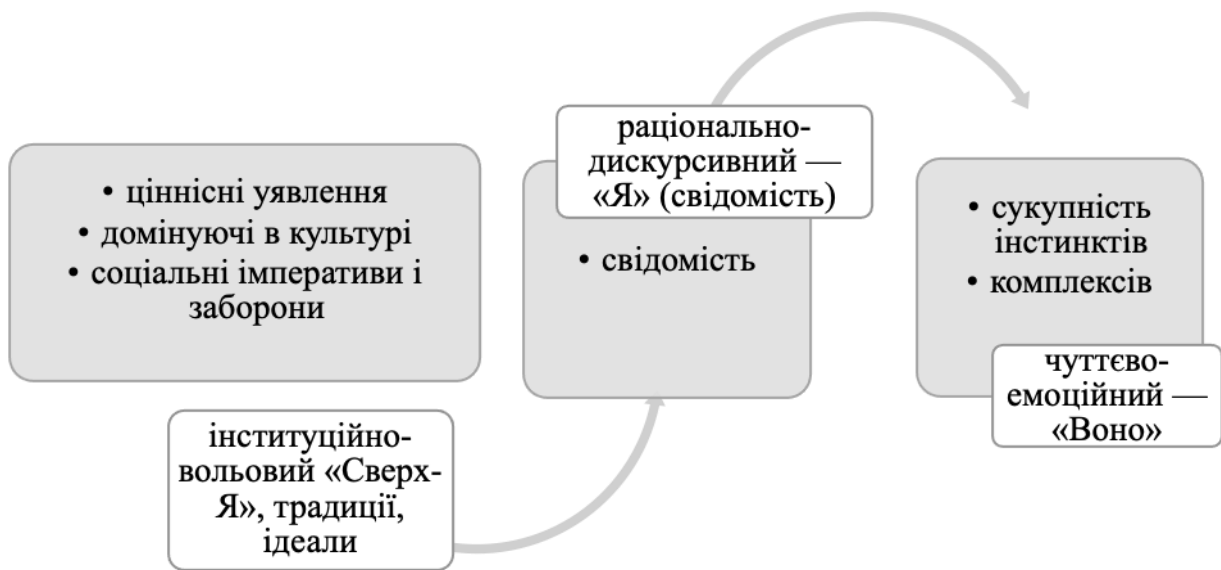 • ціннісні уявлення
• домінуючі в культурі
• соціальні імперативи і
заборони
інституційно-
вольовий «Сверх-
Я», традиції,
ідеали
раціонально-
дискурсивний —
«Я» (свідомість)
• свідомість
• сукупність
інстинктів
• комплексів
чуттєво-
емоційний —
«Воно»